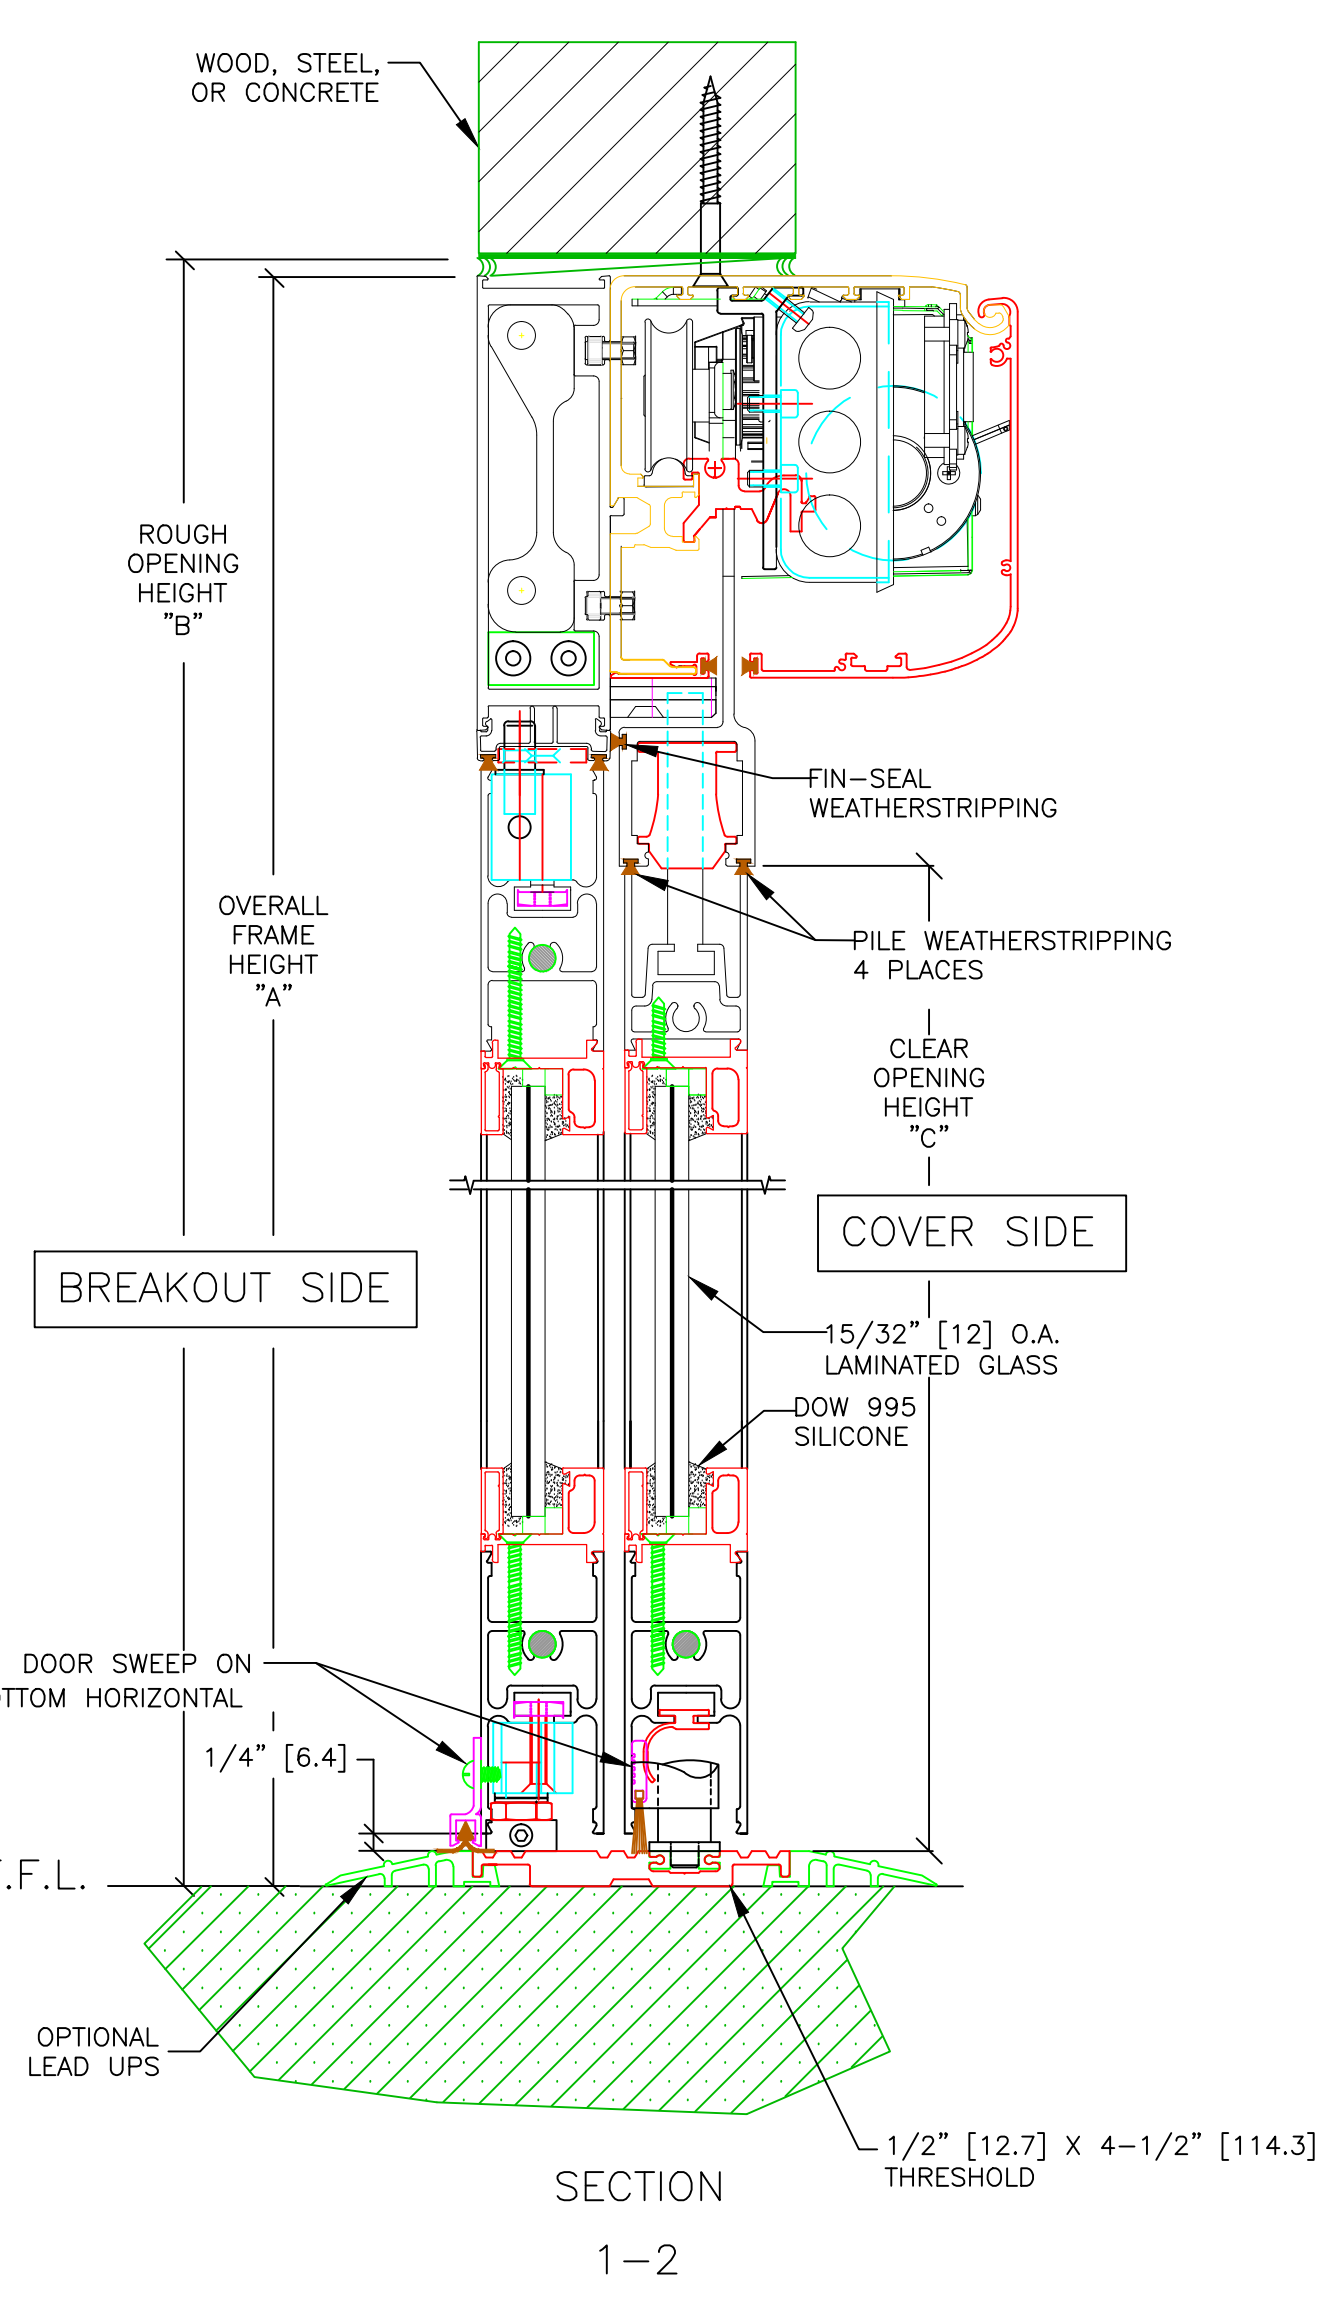 WOOD, STEEL,
OR CONCRETE
ROUGH
OPENING
HEIGHT
"B"
FIN-SEAL
WEATHERSTRIPPING
OVERALL
FRAME
HEIGHT
"A"
PILE WEATHERSTRIPPING
4 PLACES
CLEAR
OPENING
HEIGHT
"C"
COVER SIDE
BREAKOUT SIDE
15/32" [12] O.A.
LAMINATED GLASS
DOW 995
SILICONE
DOOR SWEEP ON
OTTOM HORIZONTAL
1/4" [6.4]
.F.L.
OPTIONAL
LEAD UPS
1/2" [12.7] X 4-1/2" [114.3]
THRESHOLD
SECTION
1-2